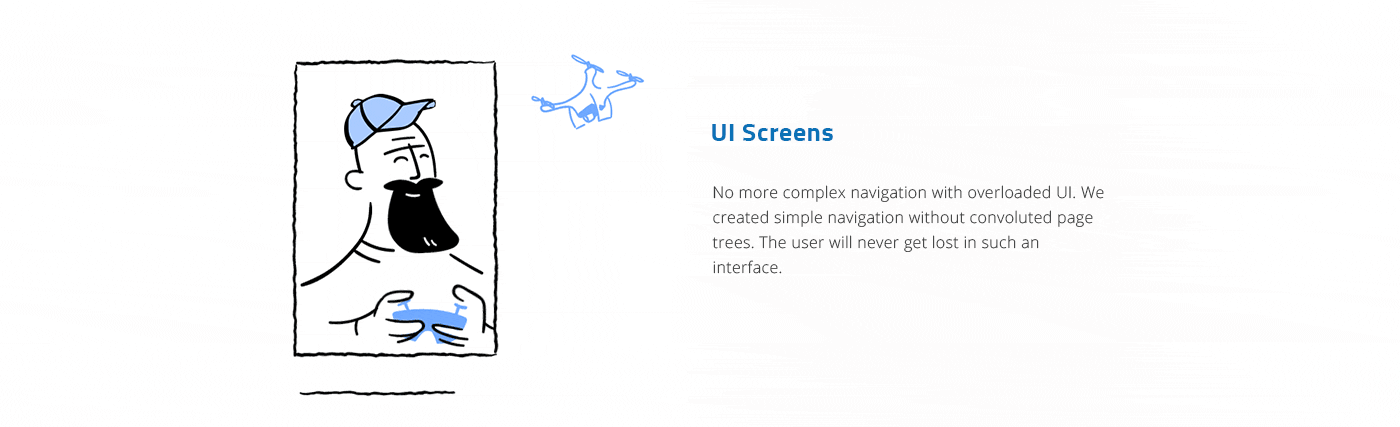 UI Screens
No more complex navigation with overloaded UI. We
created simple navigation without convoluted page
trees. The user will never get lost in such an
interface.